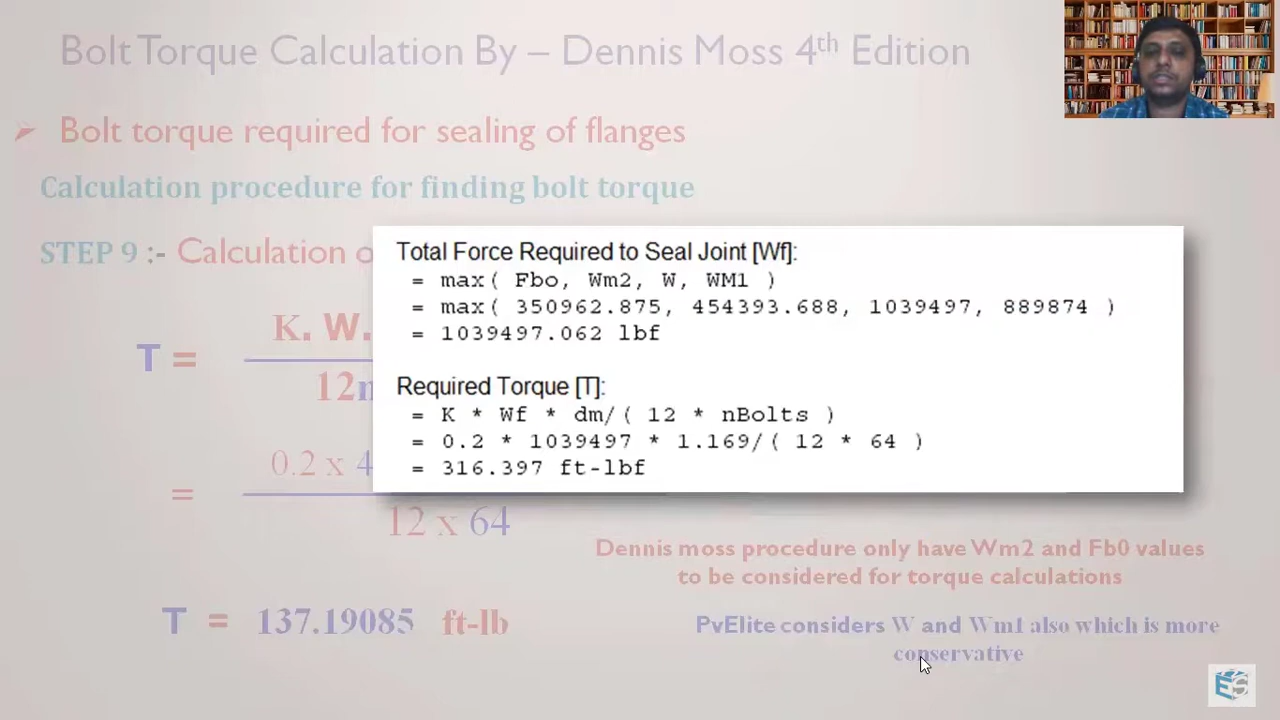 Bolt Torque Calculation By – Dennis Moss 4th Edition
➢ Bolt torque required for sealing of flanges
Calculation procedure for finding bolt torque
STEP 9 :- Calculation o
T = K. W.
12n
= 0.2 x 4
12 x 64
T = 137.19085 ft-lb
Total Force Required to Seal Joint [Wf]:
= max( Fbo, Wm2, W, WM1 )
= max( 350962.875, 454393.688, 1039497, 889874 )
= 1039497.062 lbf
Required Torque [T]:
= K * Wf * dm/( 12 * nBolts )
= 0.2 * 1039497 * 1.169/( 12 * 64 )
= 316.397 ft-lbf
Dennis moss procedure only have Wm2 and Fb0 values
to be considered for torque calculations
PvElite considers W and Wm1 also which is more
conservative
ES